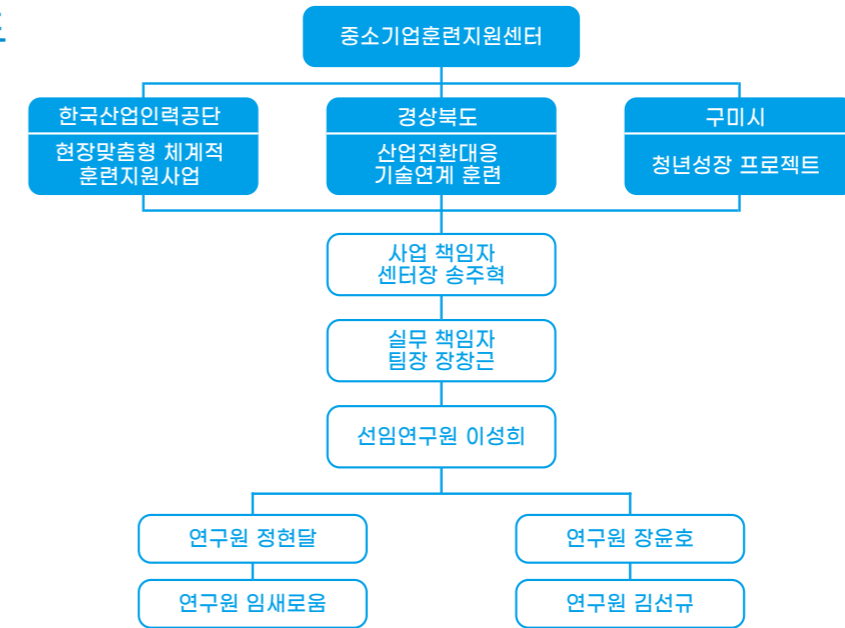 중소기업훈련지원센터
한국산업인력공단
현장맞춤형 체계적
훈련지원사업
경상북도
산업전환대응
기술연계 훈련
구미시
청년성장 프로젝트
사업 책임자
센터장 송주혁
실무 책임자
팀장 장창근
선임연구원 이성희
연구원 정현달
연구원 장윤호
연구원 임새로움
연구원 김선규